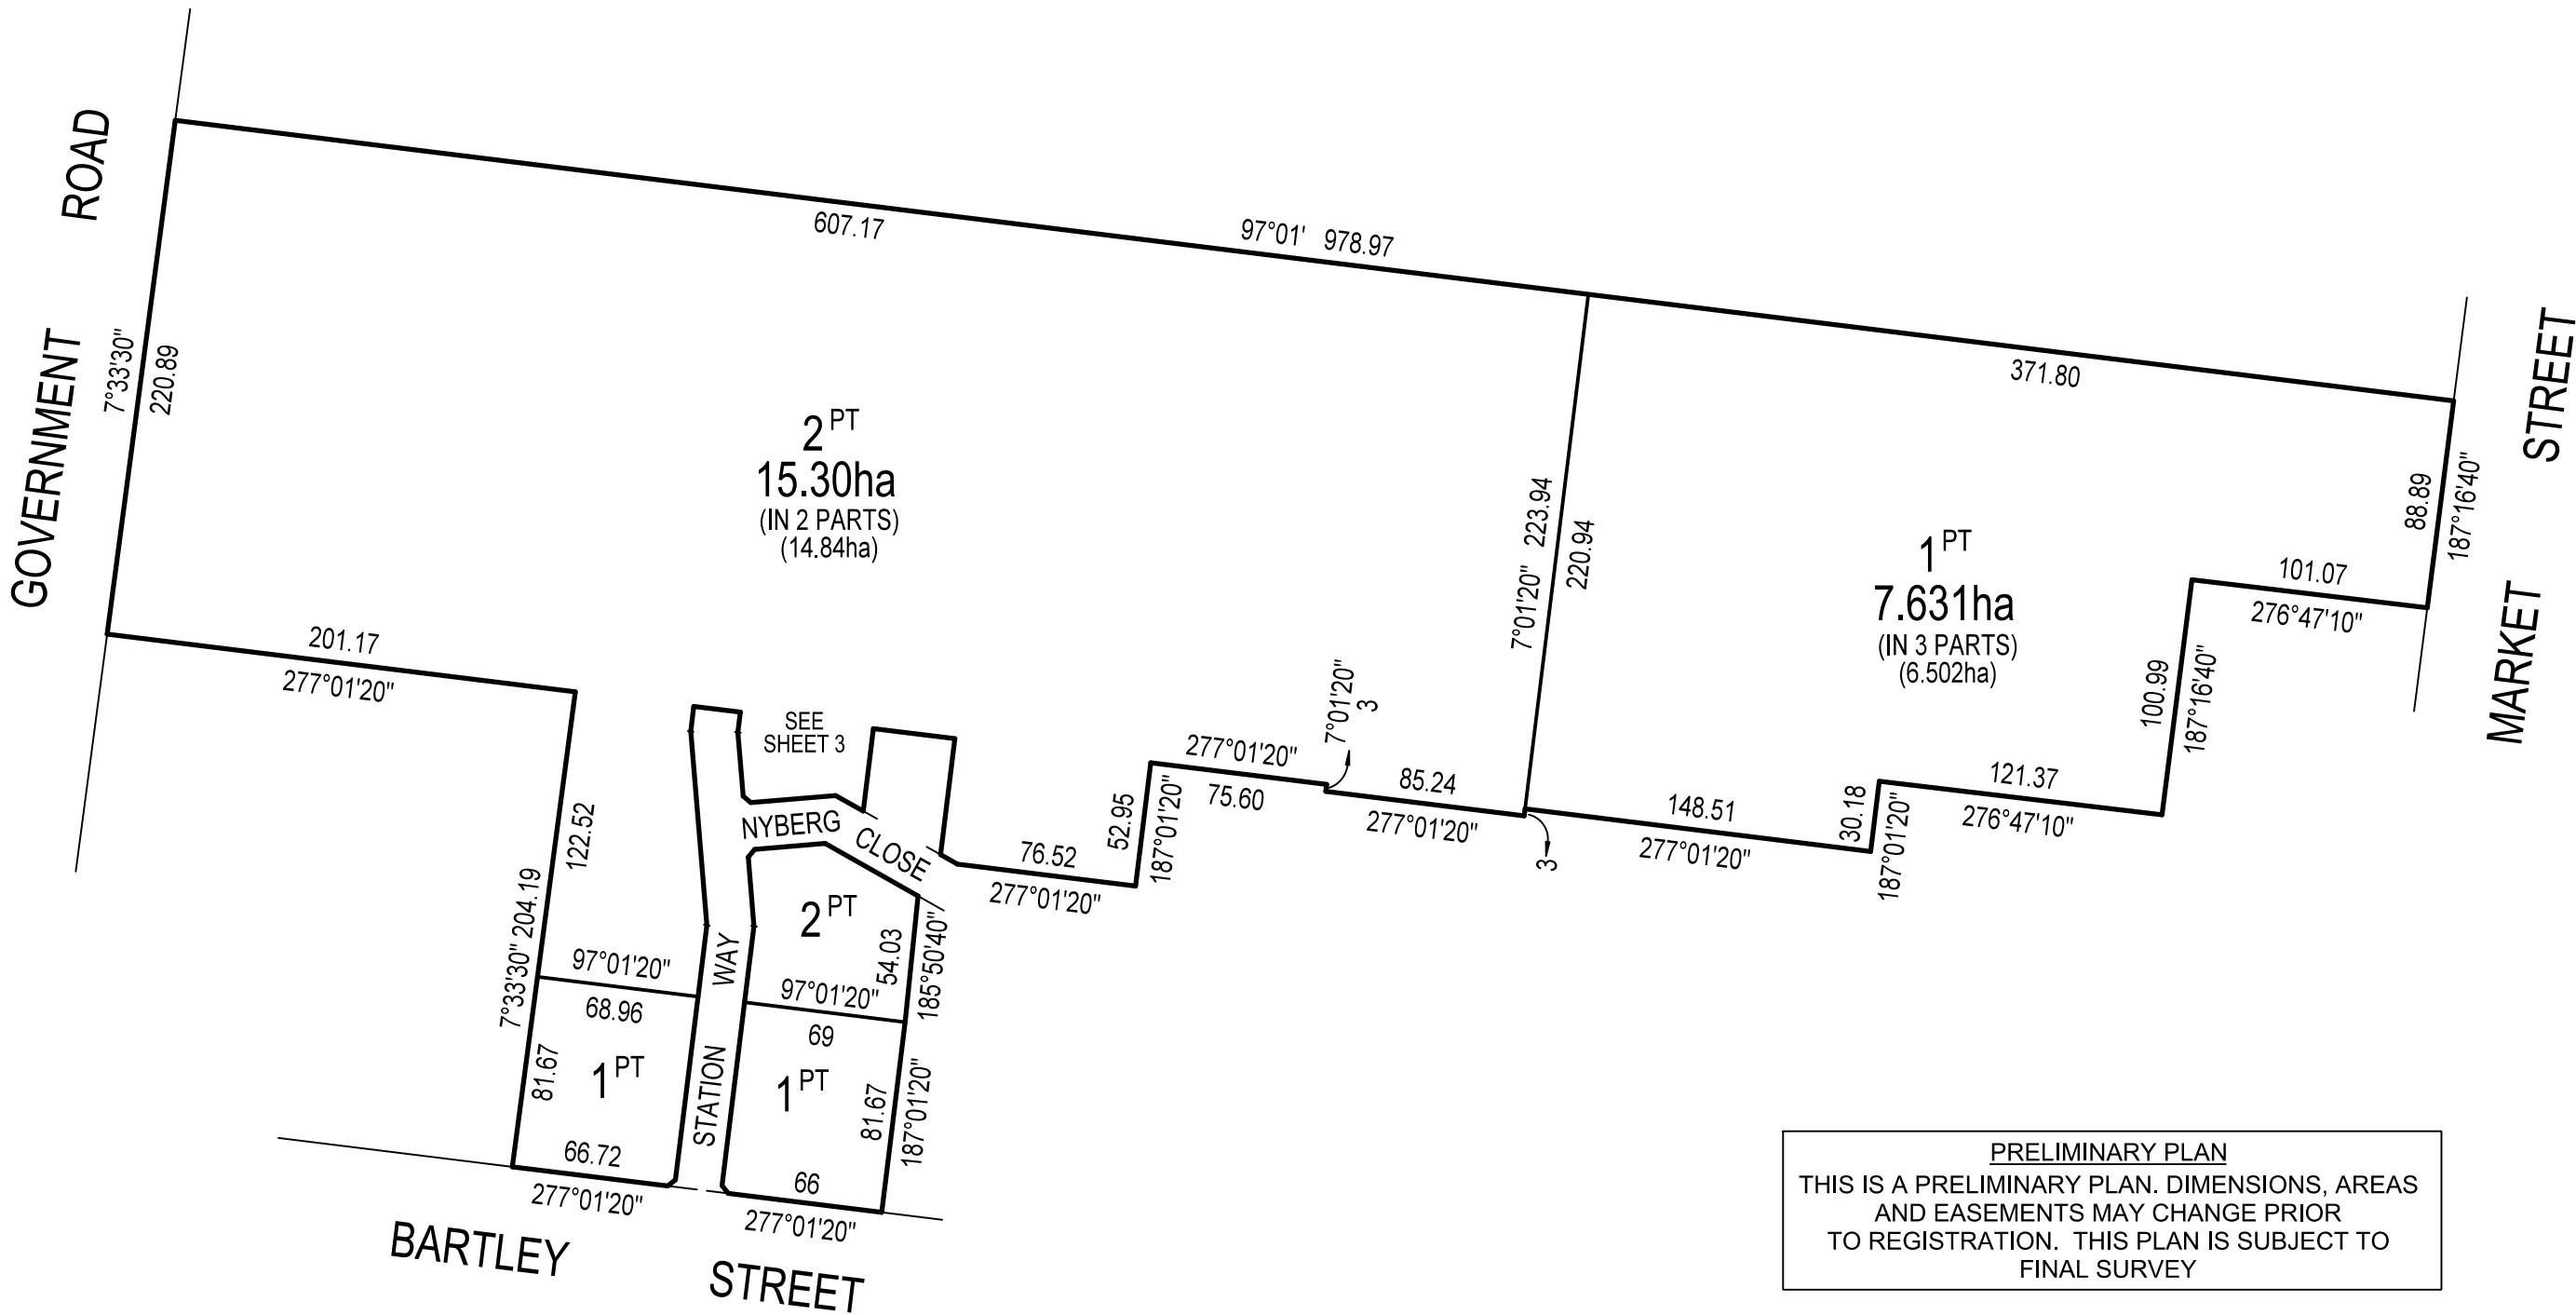 GOVERNMENT ROAD
97°01' 978.97
607.17
371.80
7°33'30"
220.89
STREET
MARKET
2 PT
15.30ha
(IN 2 PARTS)
(14.84ha)
7°01'20" 223.94
220.94
1 PT
7.631ha
(IN 3 PARTS)
(6.502ha)
88.89
187°16'40"
101.07
276°47'10"
100.99
187°16'40"
201.17
277°01'20"
SEE
SHEET 3
277°01'20"
75.60
7°01'20"
3
85.24
277°01'20"
3
148.51
277°01'20"
30.18
187°01'20"
121.37
276°47'10"
52.95
187°01'20"
76.52
277°01'20"
NYBERG CLOSE
122.52
7°33'30" 204.19
2 PT
54.03
185°50'40"
97°01'20"
68.96
97°01'20"
69
STATION WAY
1 PT
81.67
66.72
277°01'20"
1 PT
81.67
187°01'20"
66
277°01'20"
BARTLEY STREET
PRELIMINARY PLAN
THIS IS A PRELIMINARY PLAN. DIMENSIONS, AREAS
AND EASEMENTS MAY CHANGE PRIOR
TO REGISTRATION. THIS PLAN IS SUBJECT TO
FINAL SURVEY